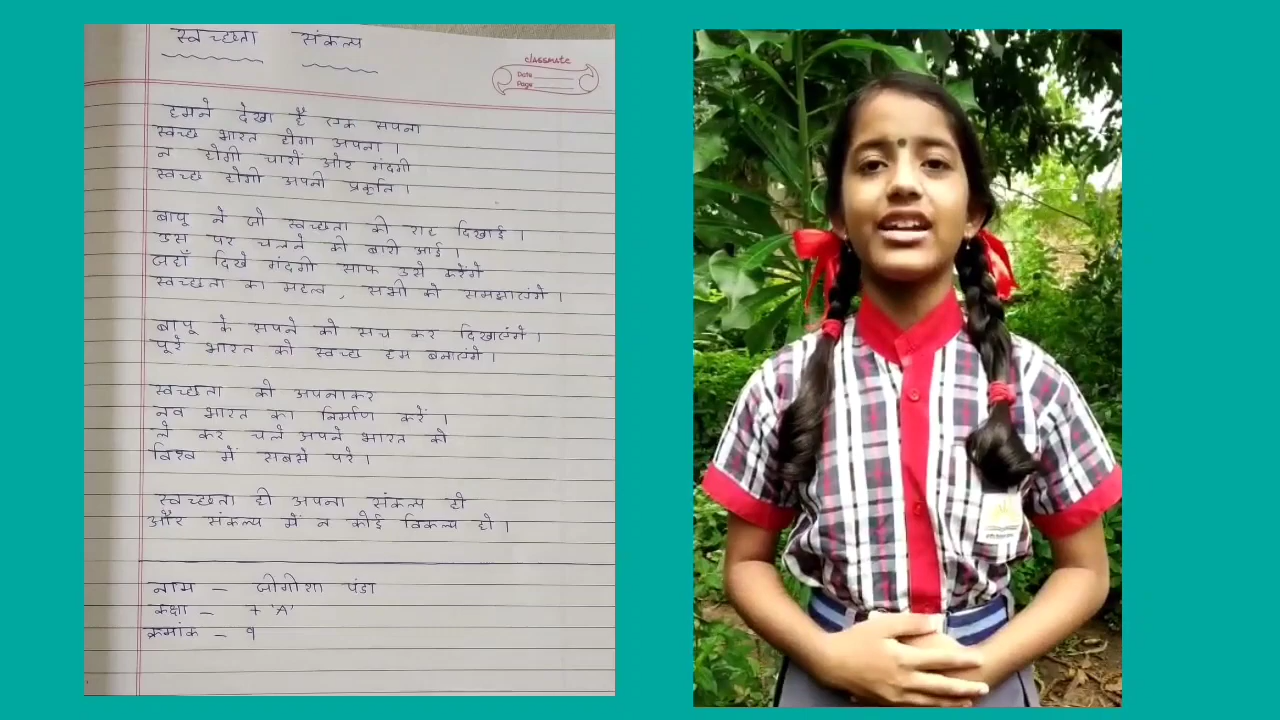 स्वच्छता संकल्प
classmate
Date
Page
हमने देखा है एक सपना
स्वच्छ भारत होगा अपना ।
न होगी चारों और गंदगी
स्वच्छ होगी अपनी प्रकृति ।
बापू ने जो स्वच्छता की राह दिखाई ।
उस पर चलने की बारी आई ।
जहाँ दिखे गंदगी साफ उसे करेंगे
स्वच्छता का महत्व , सभी को समझाएंगे ।
बापू के सपने को सच कर दिखाएंगे ।
पूरे भारत को स्वच्छ हम बनाएंगे ।
स्वच्छता को अपनाकर
नव भारत का निर्माण करें ।
ले कर चले अपने भारत को
विश्व में सबसे परे ।
स्वच्छता ही अपना संकल्प हो
और संकल्प में न कोई विकल्प हो ।
नाम – जीगीशा पंडा
कक्षा – 7 'A'
क्रमांक – ९